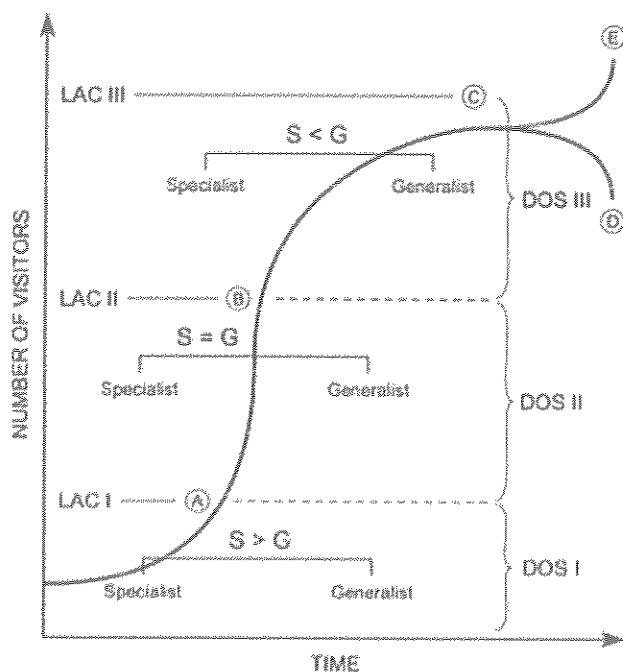 E
LAC III
C
S < G
Specialist
Generalist
DOS III
D
LAC II
B
S = G
Specialist
Generalist
DOS II
LAC I
A
S > G
Specialist
Generalist
DOS I
NUMBER OF VISITORS
TIME